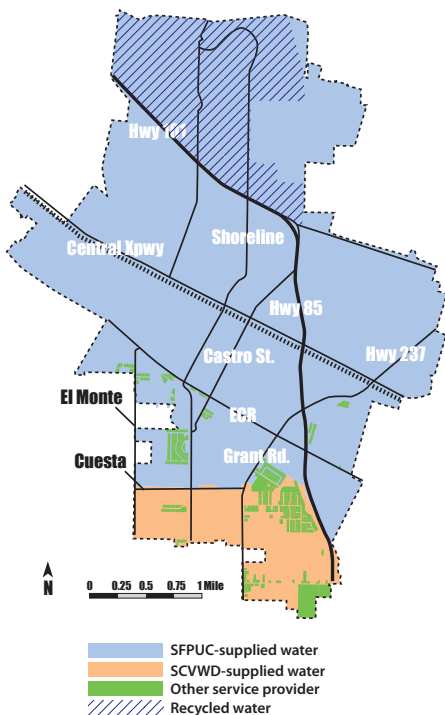 Hwy 101
Shoreline
Central Xpwy
Hwy 85
Castro St.
Hwy 237
El Monte
ECR
Grant Rd.
Cuesta
N
0 0.25 0.5 0.75 1 Mile
SFPUC-supplied water
SCVWD-supplied water
Other service provider
Recycled water